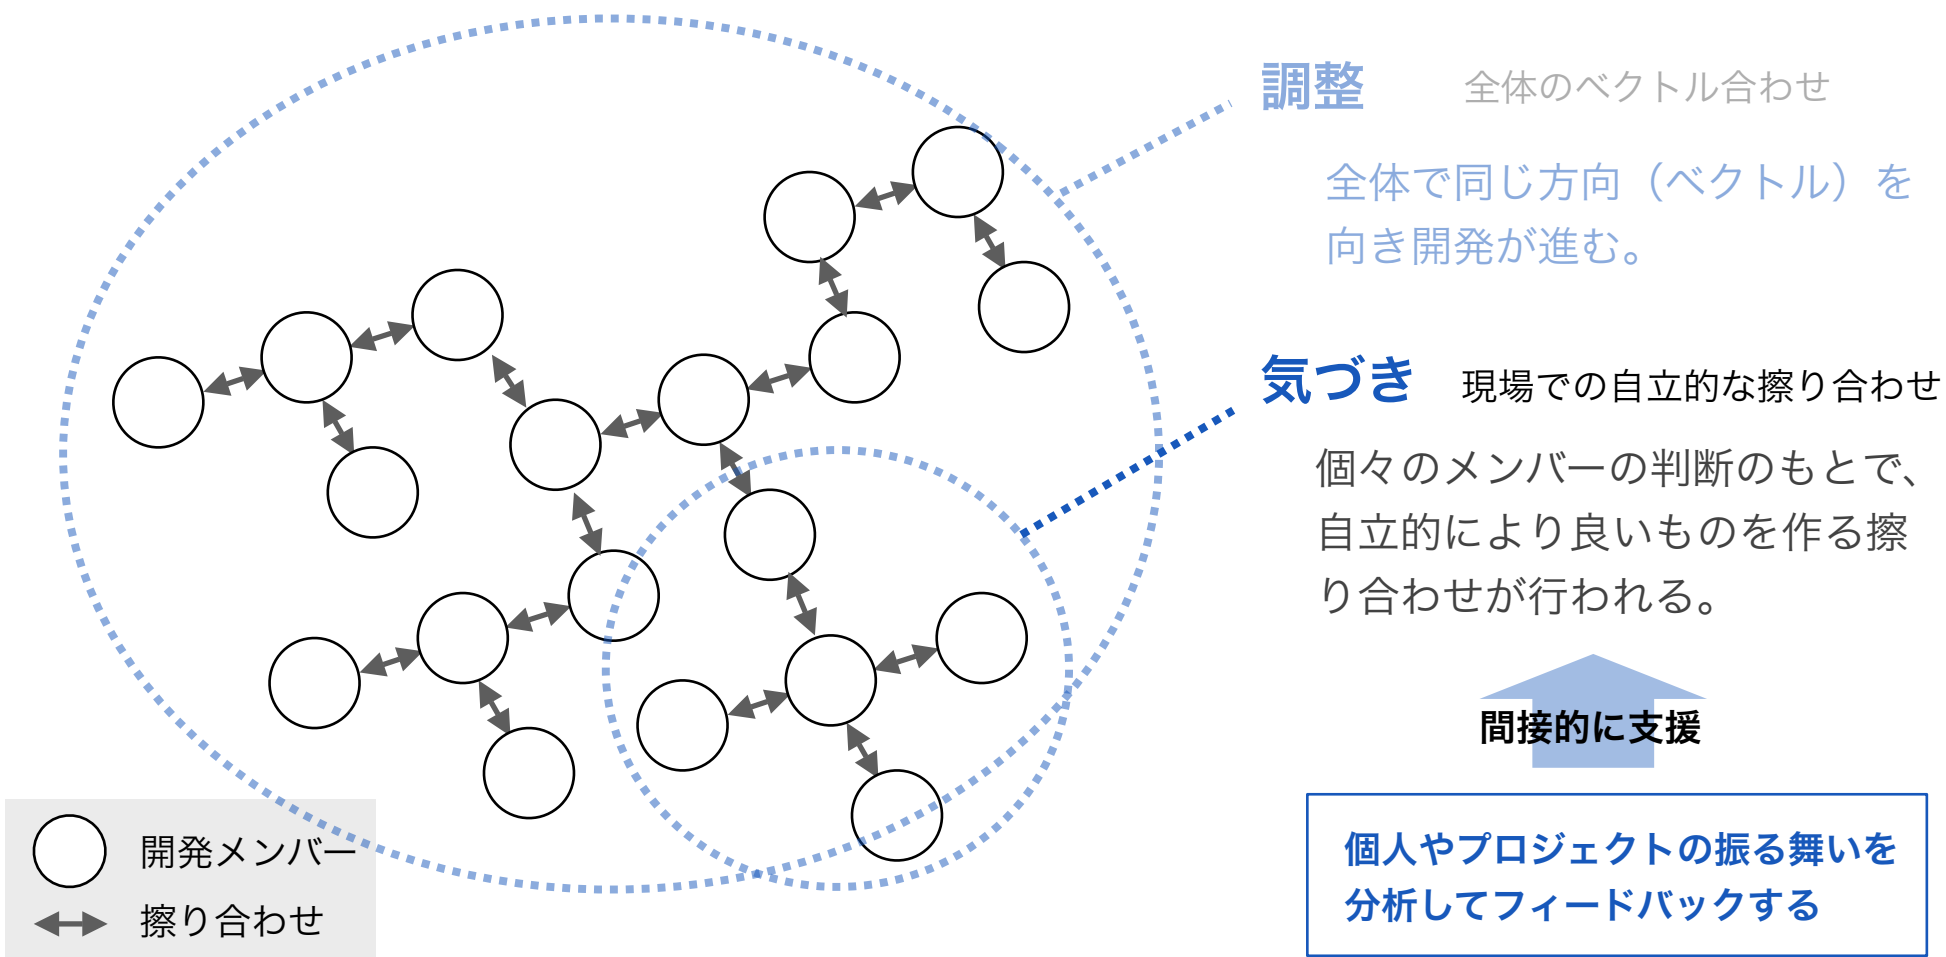 調整
全体のベクトル合わせ
全体で同じ方向（ベクトル）を
向き開発が進む。
気づき
現場での自立的な擦り合わせ
個々のメンバーの判断のもとで、
自立的により良いものを作る擦
り合わせが行われる。
間接的に支援
個人やプロジェクトの振る舞いを
分析してフィードバックする
開発メンバー
擦り合わせ